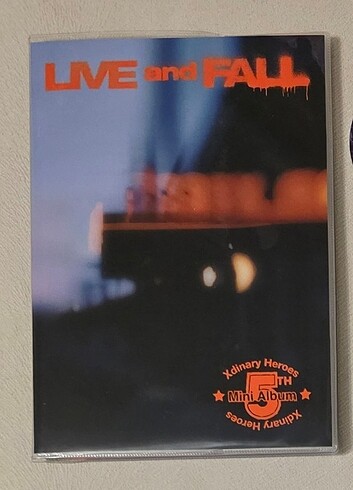 LIVE and FALL
Xdinary Heroes
5TH
Mini Album
Xdinary Heroes